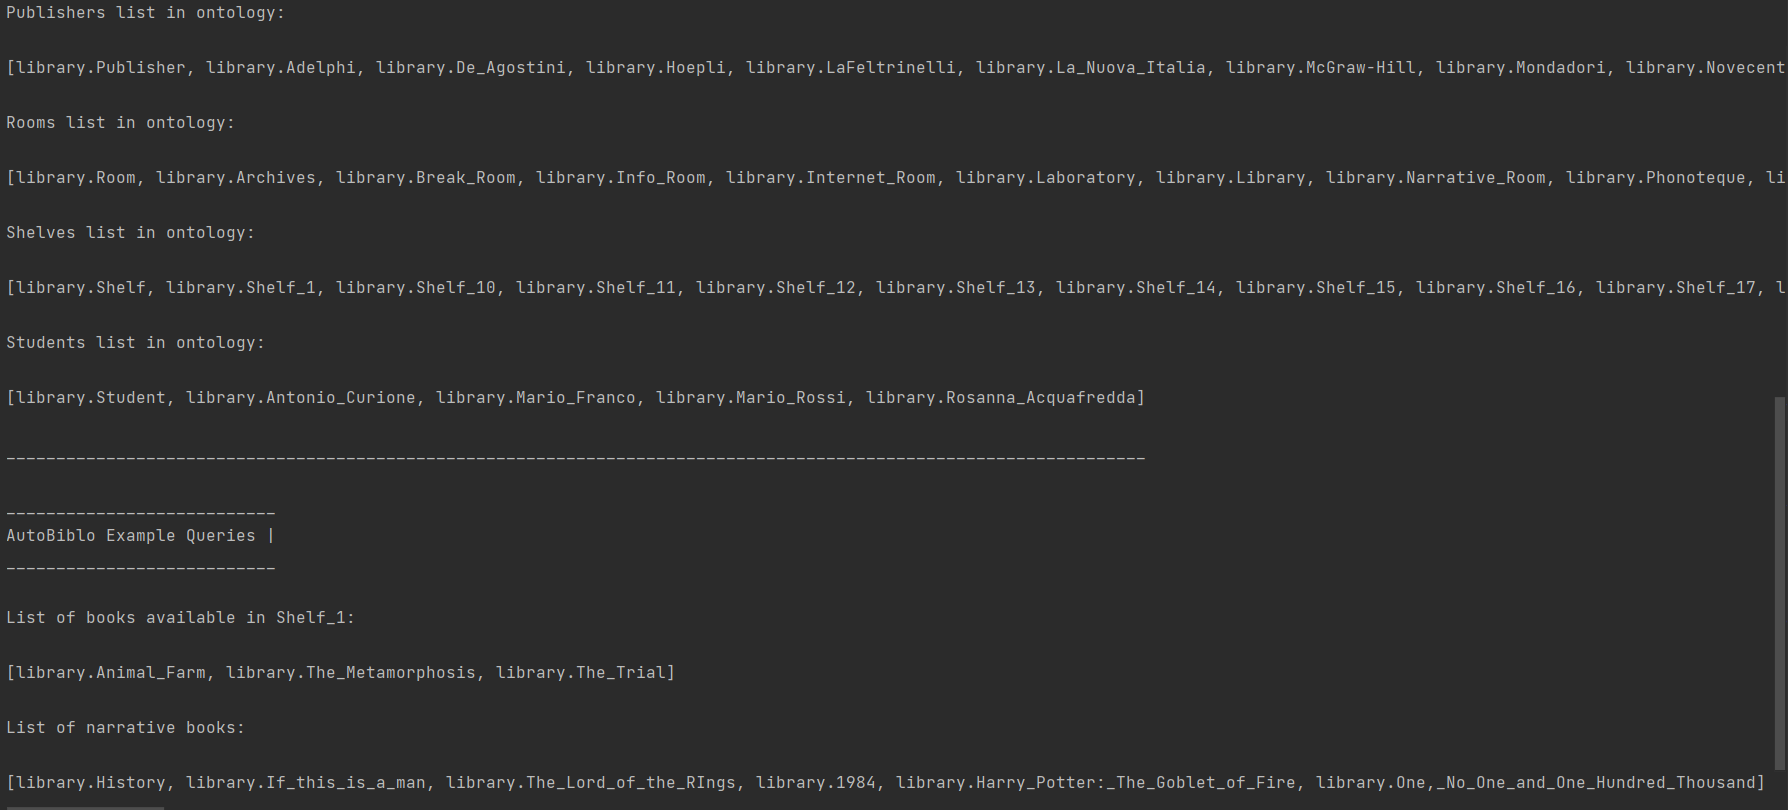 Publishers list in ontology:
[library.Publisher, library.Adelphi, library.De_Agostini, library.Hoepli, library.LaFeltrinelli, library.La_Nuova_Italia, library.McGraw-Hill, library.Mondadori, library.Novecent
Rooms list in ontology:
[library.Room, library.Archives, library.Break_Room, library.Info_Room, library.Internet_Room, library.Laboratory, library.Library, library.Narrative_Room, library.Phonoteque, li
Shelves list in ontology:
[library.Shelf, library.Shelf_1, library.Shelf_10, library.Shelf_11, library.Shelf_12, library.Shelf_13, library.Shelf_14, library.Shelf_15, library.Shelf_16, library.Shelf_17, l
Students list in ontology:
[library.Student, library.Antonio_Curione, library.Mario_Franco, library.Mario_Rossi, library.Rosanna_Acquafredda]
__________________________________________________________________________________________________________________
___________________________
AutoBiblo Example Queries |
___________________________
List of books available in Shelf_1:
[library.Animal_Farm, library.The_Metamorphosis, library.The_Trial]
List of narrative books:
[library.History, library.If_this_is_a_man, library.The_Lord_of_the_RIngs, library.1984, library.Harry_Potter:_The_Goblet_of_Fire, library.One,_No_One_and_One_Hundred_Thousand]